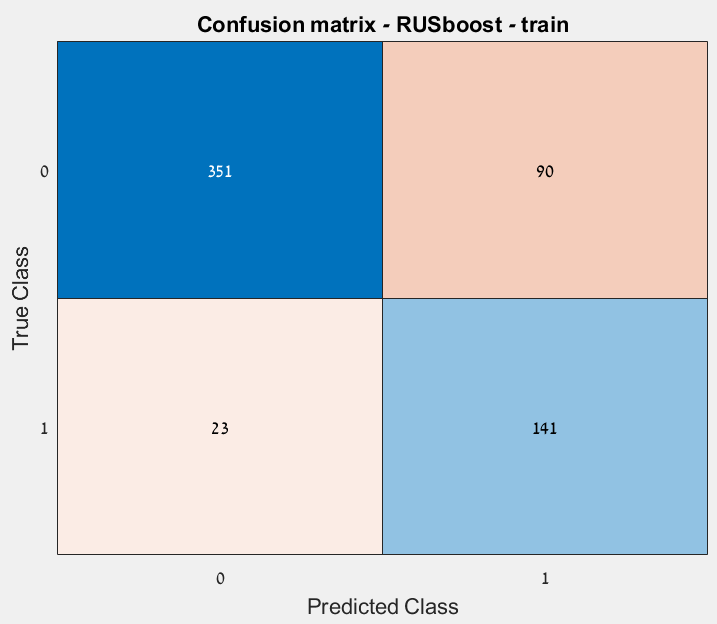 Confusion matrix - RUSboost - train
True Class
0
351
90
1
23
141
0
1
Predicted Class